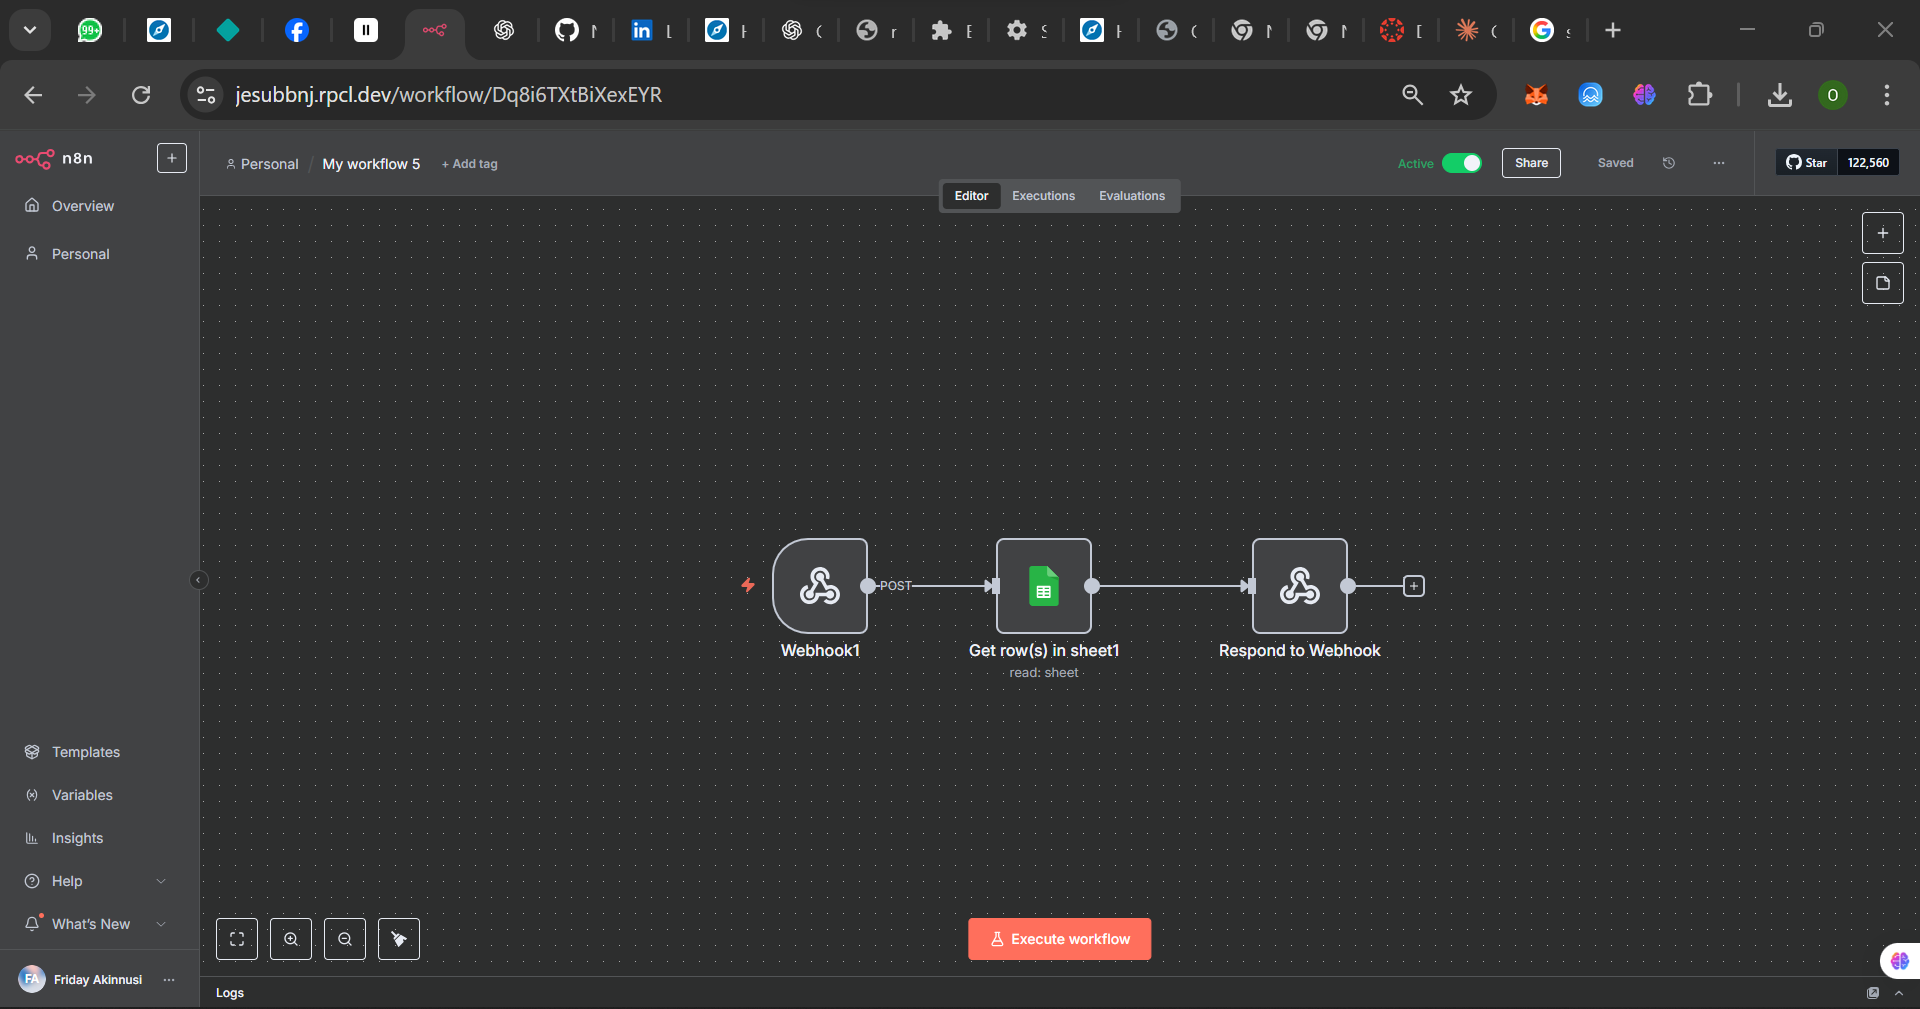 99+
jesubbnj.rpcl.dev/workflow/Dq8i6TXtBiXexEYR
O
n8n
Personal / My workflow 5 + Add tag
Active
Share
Saved
Star 122,560
Editor Executions Evaluations
Overview
Personal
POST
Webhook1
Get row(s) in sheet1
read: sheet
Respond to Webhook
Templates
Variables
Insights
Help
What's New
Execute workflow
FA Friday Akinnusi
Logs